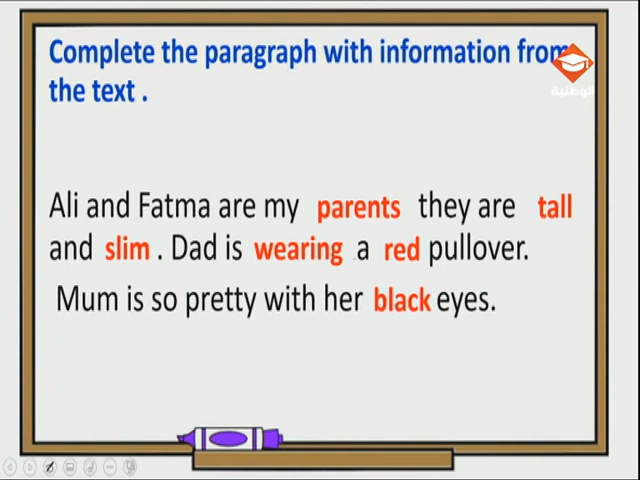 Complete the paragraph with information from
the text .
الوطنية
Ali and Fatma are my parents they are tall
and slim . Dad is wearing a red pullover.
Mum is so pretty with her black eyes.